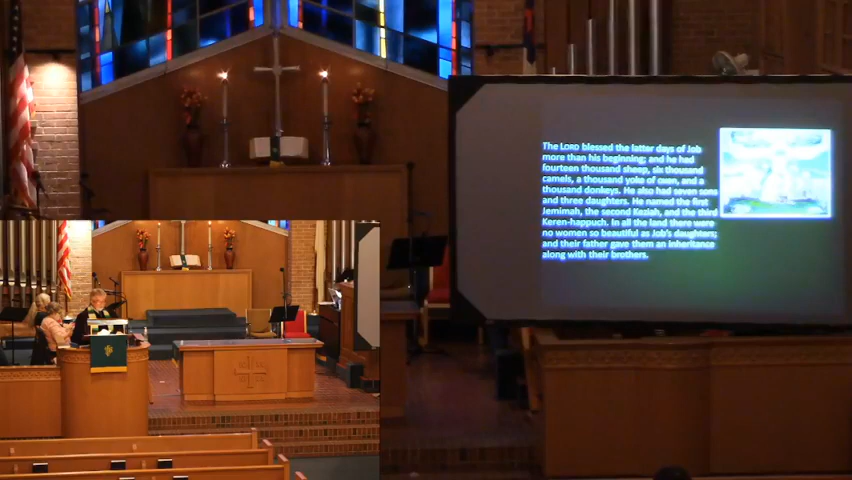 The LORD blessed the latter days of Job
more than his beginning; and he had
fourteen thousand sheep, six thousand
camels, a thousand yoke of oxen, and a
thousand donkeys. He also had seven sons
and three daughters. He named the first
Jemimah, the second Keziah, and the third
Keren-happuch. In all the land there were
no women so beautiful as Job's daughters;
and their father gave them an inheritance
along with their brothers.